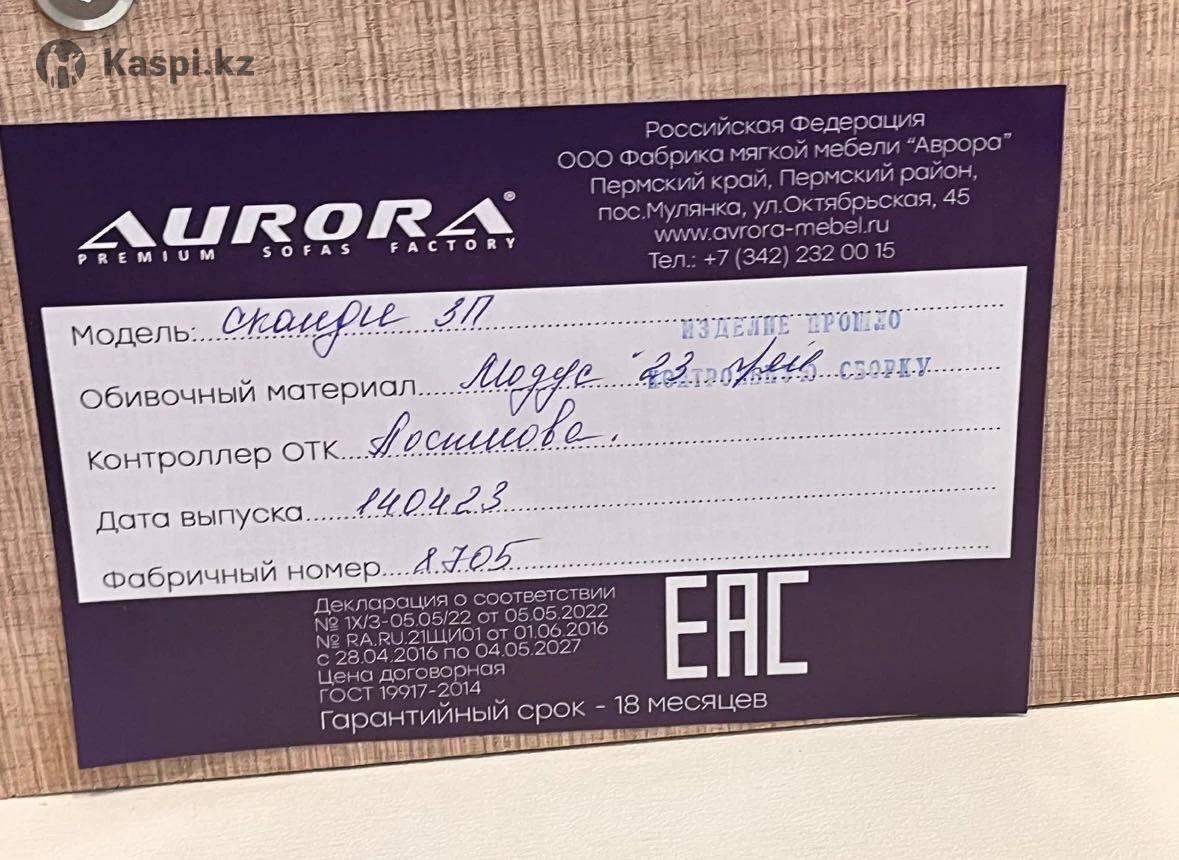 Kaspi.kz
Российская Федерация
ООО Фабрика мягкой мебели "Аврора"
Пермский край, Пермский район,
пос.Мулянка, ул.Октябрьская, 45
www.avrora-mebel.ru
Тел.: +7 (342) 232 00 15
AURORA®
PREMIUM SOFAS FACTORY
Модель: Сканди 3П
ИЗДЕЛИЕ ПРОШЛО
КОНТРОЛЬНУЮ СБОРКУ
Обивочный материал Модус 23
Контроллер ОТК
Дата выпуска 140423
Фабричный номер 8705
Декларация о соответствии
№ 1Х/3-05.05/22 от 05.05.2022
№ RA.RU.21ЩИ01 от 01.06.2016
с 28.04.2016 по 04.05.2027
Цена договорная
ГОСТ 19917-2014
Гарантийный срок - 18 месяцев
EAC